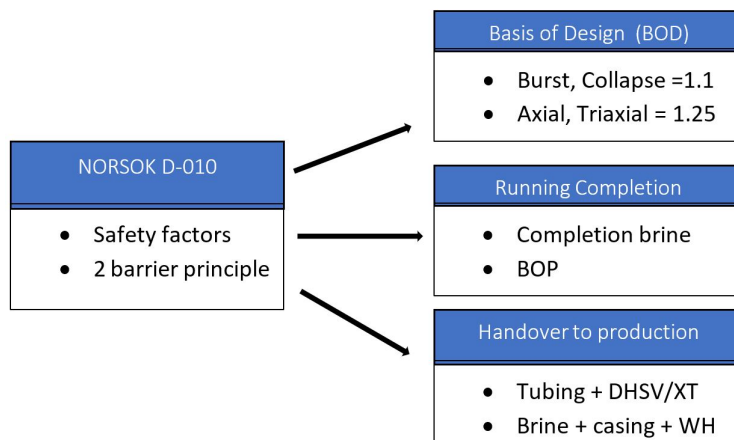 NORSOK D-010
• Safety factors
• 2 barrier principle
Basis of Design (BOD)
• Burst, Collapse =1.1
• Axial, Triaxial = 1.25
Running Completion
• Completion brine
• BOP
Handover to production
• Tubing + DHSV/XT
• Brine + casing + WH